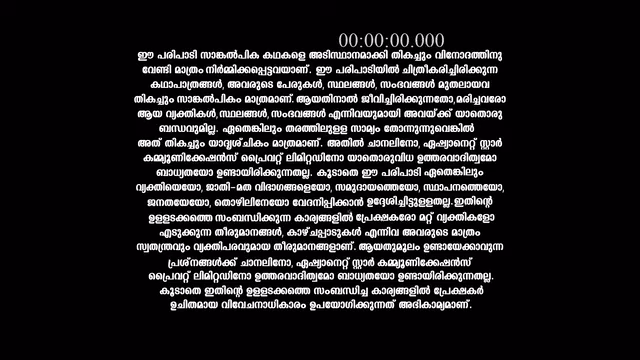 00:00:00.000
ഈ പരിപാടി സാങ്കൽപിക കഥകളെ അടിസ്ഥാനമാക്കി തികച്ചും വിനോദത്തിനു
വേണ്ടി മാത്രം നിർമ്മിക്കപ്പെട്ടവയാണ്. ഈ പരിപാടിയിൽ ചിത്രീകരിച്ചിരിക്കുന്ന
കഥാപാത്രങ്ങൾ, അവരുടെ പേരുകൾ, സ്ഥലങ്ങൾ, സംഭവങ്ങൾ മുതലായവ
തികച്ചും സാങ്കൽപികം മാത്രമാണ്. ആയതിനാൽ ജീവിച്ചിരിക്കുന്നതോ,മരിച്ചവരോ
ആയ വ്യക്തികൾ,സ്ഥലങ്ങൾ,സംഭവങ്ങൾ എന്നിവയുമായി അവയ്ക്ക് യാതൊരു
ബന്ധവുമില്ല. ഏതെങ്കിലും തരത്തിലുളള സാമ്യം തോന്നുന്നുവെങ്കിൽ
അത് തികച്ചും യാദൃശ്ചികം മാത്രമാണ്. അതിൽ ചാനലിനോ, ഏഷ്യാനെറ്റ് സ്റ്റാർ
കമ്മ്യൂണിക്കേഷൻസ് പ്രൈവറ്റ് ലിമിറ്റഡിനോ യാതൊരുവിധ ഉത്തരവാദിത്വമോ
ബാധ്യതയോ ഉണ്ടായിരിക്കുന്നതല്ല. കൂടാതെ ഈ പരിപാടി ഏതെങ്കിലും
വ്യക്തിയെയോ, ജാതി-മത വിഭാഗങ്ങളെയോ, സമുദായത്തെയോ, സ്ഥാപനത്തെയോ,
ജനതയേയോ, തൊഴിലിനേയോ വേദനിപ്പിക്കാൻ ഉദ്ദേശിച്ചിട്ടുളളതല്ല.ഇതിന്റെ
ഉളളടക്കത്തെ സംബന്ധിക്കുന്ന കാര്യങ്ങളിൽ പ്രേക്ഷകരോ മറ്റ് വ്യക്തികളോ
എടുക്കുന്ന തീരുമാനങ്ങൾ, കാഴ്ചപ്പാടുകൾ എന്നിവ അവരുടെ മാത്രം
സ്വതന്ത്രവും വ്യക്തിപരവുമായ തീരുമാനങ്ങളാണ്. ആയതുമൂലം ഉണ്ടായേക്കാവുന്ന
പ്രശ്നങ്ങൾക്ക് ചാനലിനോ, ഏഷ്യാനെറ്റ് സ്റ്റാർ കമ്മ്യൂണിക്കേഷൻസ്
പ്രൈവറ്റ് ലിമിറ്റഡിനോ ഉത്തരവാദിത്വമോ ബാധ്യതയോ ഉണ്ടായിരിക്കുന്നതല്ല.
കൂടാതെ ഇതിന്റെ ഉളളടക്കത്തെ സംബന്ധിച്ച കാര്യങ്ങളിൽ പ്രേക്ഷകർ
ഉചിതമായ വിവേചനാധികാരം ഉപയോഗിക്കുന്നത് അഭികാമ്യമാണ്.